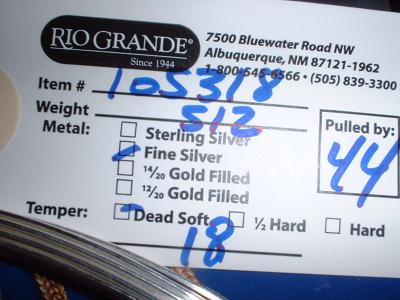 RIO GRANDE®
Since 1944
7500 Bluewater Road NW
Albuquerque, NM 87121-1962
1-800-545-6566 • (505) 839-3300
Item # 105318
Weight 512
Metal:
Sterling Silver
Fine Silver
14/20 Gold Filled
12/20 Gold Filled
Pulled by:
44
Temper: Dead Soft ½ Hard Hard
18